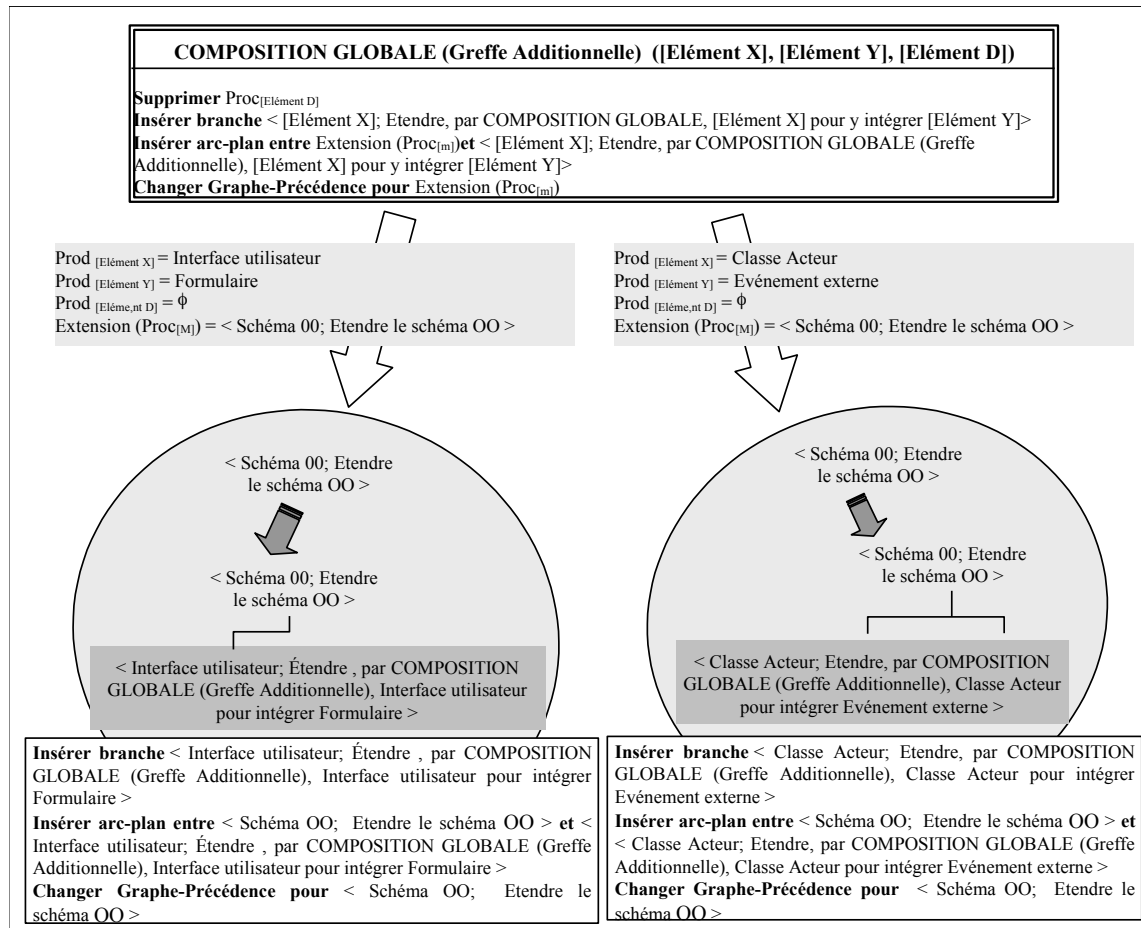 COMPOSITION GLOBALE (Greffe Additionnelle) ([Elément X], [Elément Y], [Elément D])
Supprimer Proc[Elément D]
Insérer branche < [Elément X]; Etendre, par COMPOSITION GLOBALE, [Elément X] pour y intégrer [Elément Y]>
Insérer arc-plan entre Extension (Proc[m])et < [Elément X]; Etendre, par COMPOSITION GLOBALE (Greffe
Additionnelle), [Elément X] pour y intégrer [Elément Y]>
Changer Graphe-Précédence pour Extension (Proc[m])
Prod [Elément X] = Interface utilisateur
Prod [Elément Y] = Formulaire
Prod [Eléme,nt D] = ϕ
Extension (Proc[M]) = < Schéma 00; Etendre le schéma OO >
Prod [Elément X] = Classe Acteur
Prod [Elément Y] = Evénement externe
Prod [Eléme,nt D] = ϕ
Extension (Proc[M]) = < Schéma 00; Etendre le schéma OO >
< Schéma 00; Etendre
le schéma OO >
< Schéma 00; Etendre
le schéma OO >
< Interface utilisateur; Étendre , par COMPOSITION
GLOBALE (Greffe Additionnelle), Interface utilisateur
pour intégrer Formulaire >
Insérer branche < Interface utilisateur; Étendre , par COMPOSITION
GLOBALE (Greffe Additionnelle), Interface utilisateur pour intégrer
Formulaire >
Insérer arc-plan entre < Schéma OO; Etendre le schéma OO > et <
Interface utilisateur; Étendre , par COMPOSITION GLOBALE (Greffe
Additionnelle), Interface utilisateur pour intégrer Formulaire >
Changer Graphe-Précédence pour < Schéma OO; Etendre le
schéma OO >
< Schéma 00; Etendre
le schéma OO >
< Schéma 00; Etendre
le schéma OO >
< Classe Acteur; Etendre, par COMPOSITION
GLOBALE (Greffe Additionnelle), Classe Acteur
pour intégrer Evénement externe >
Insérer branche < Classe Acteur; Etendre, par COMPOSITION
GLOBALE (Greffe Additionnelle), Classe Acteur pour intégrer
Evénement externe >
Insérer arc-plan entre < Schéma OO; Etendre le schéma OO > et
< Classe Acteur; Etendre, par COMPOSITION GLOBALE (Greffe
Additionnelle), Classe Acteur pour intégrer Evénement externe >
Changer Graphe-Précédence pour < Schéma OO; Etendre le
schéma OO >